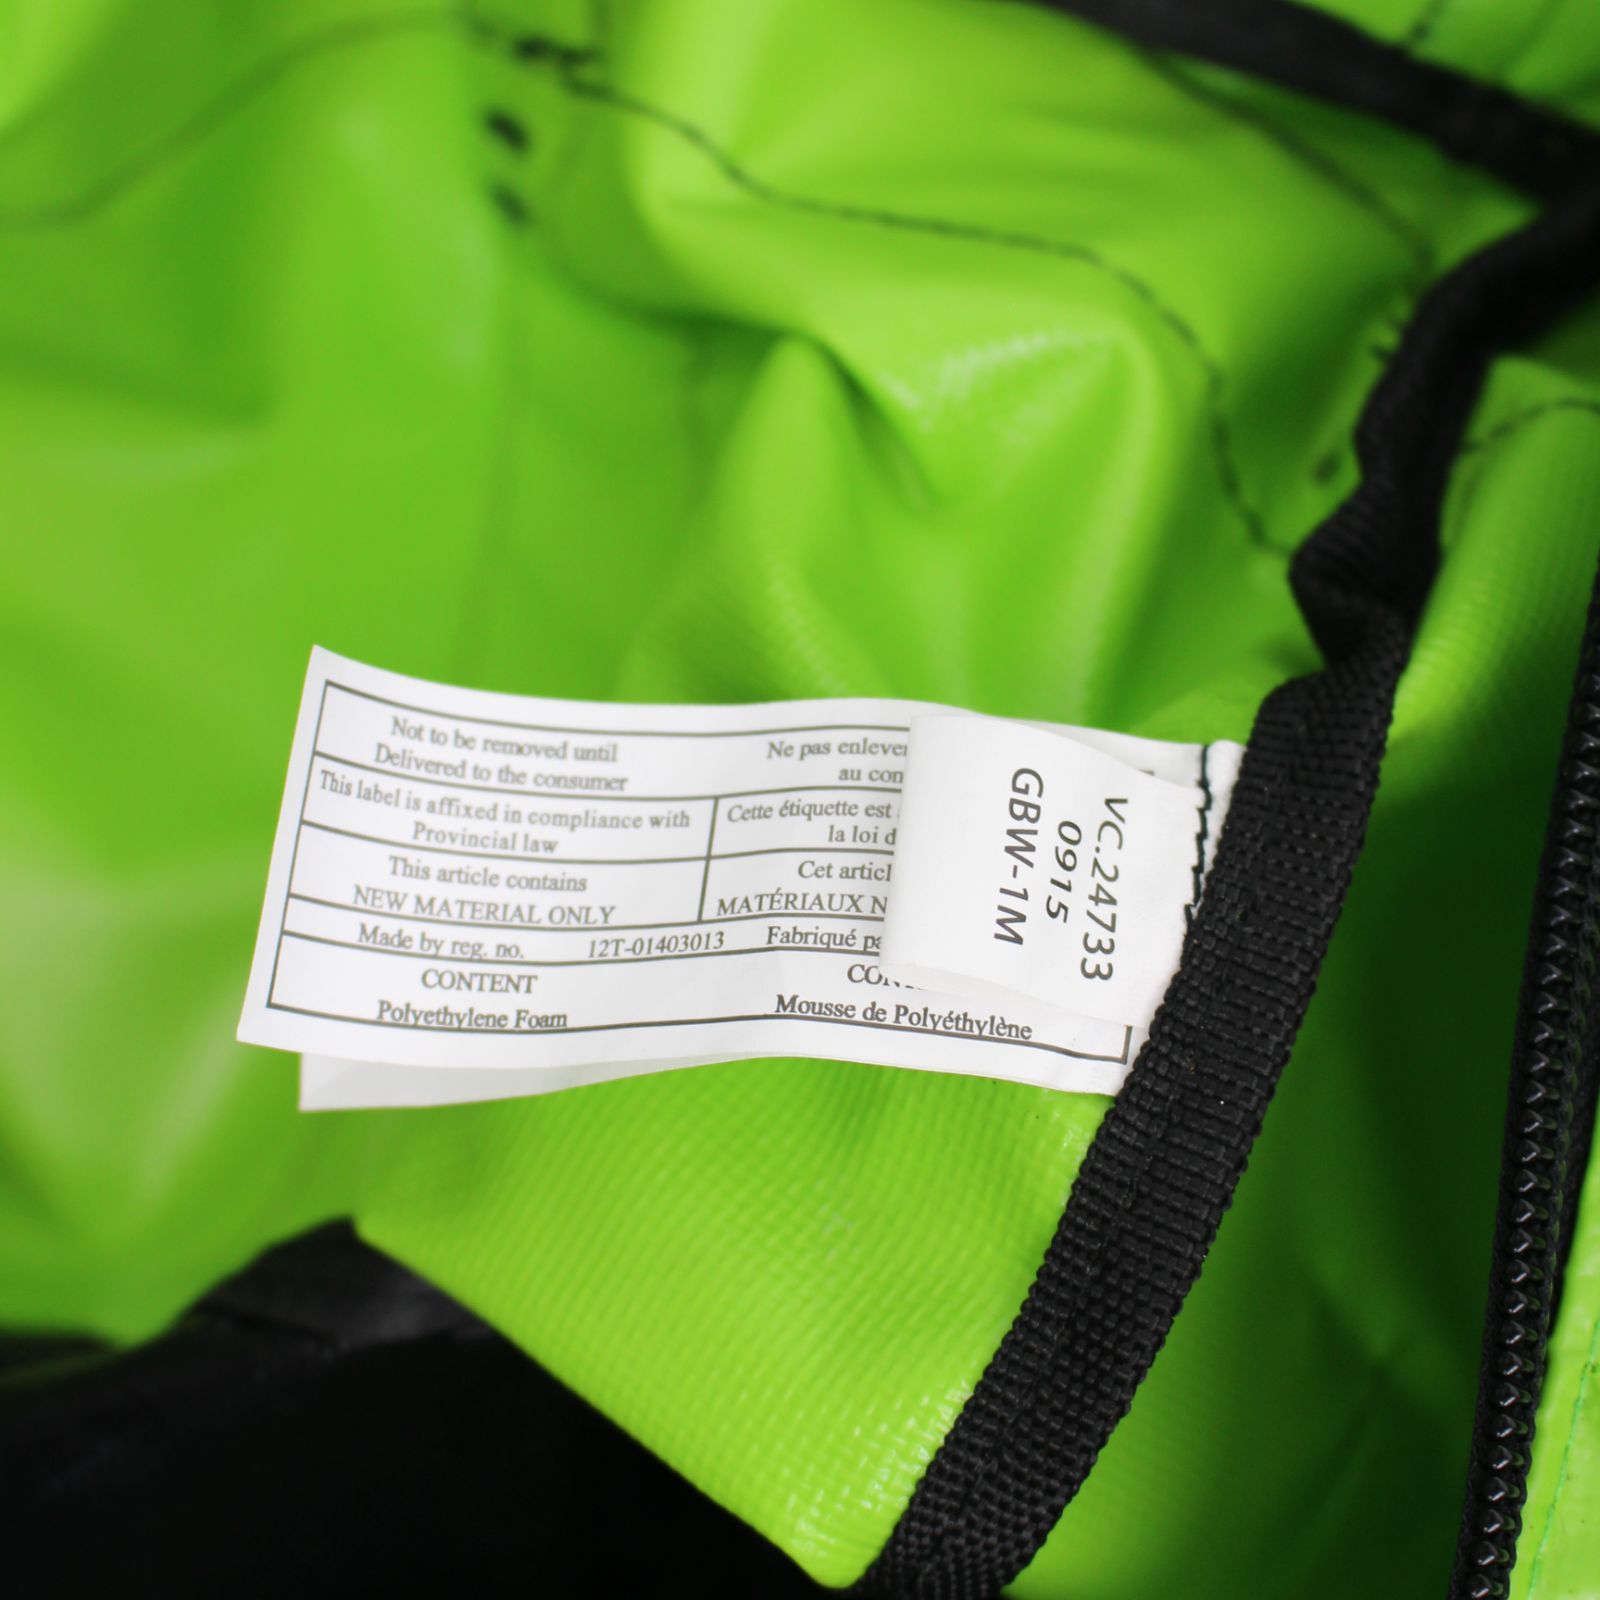 Not to be removed until
Delivered to the consumer
Ne pas enlever
au con
This label is affixed in compliance with
Provincial law
Cette étiquette est
la loi d
This article contains
NEW MATERIAL ONLY
Cet articl
MATÉRIAUX N
Made by reg. no. 12T-01403013 Fabriqué pa
CONTENT
CON
Polyethylene Foam
Mousse de Polyéthylène
VC.24733
0915
GBW-1M